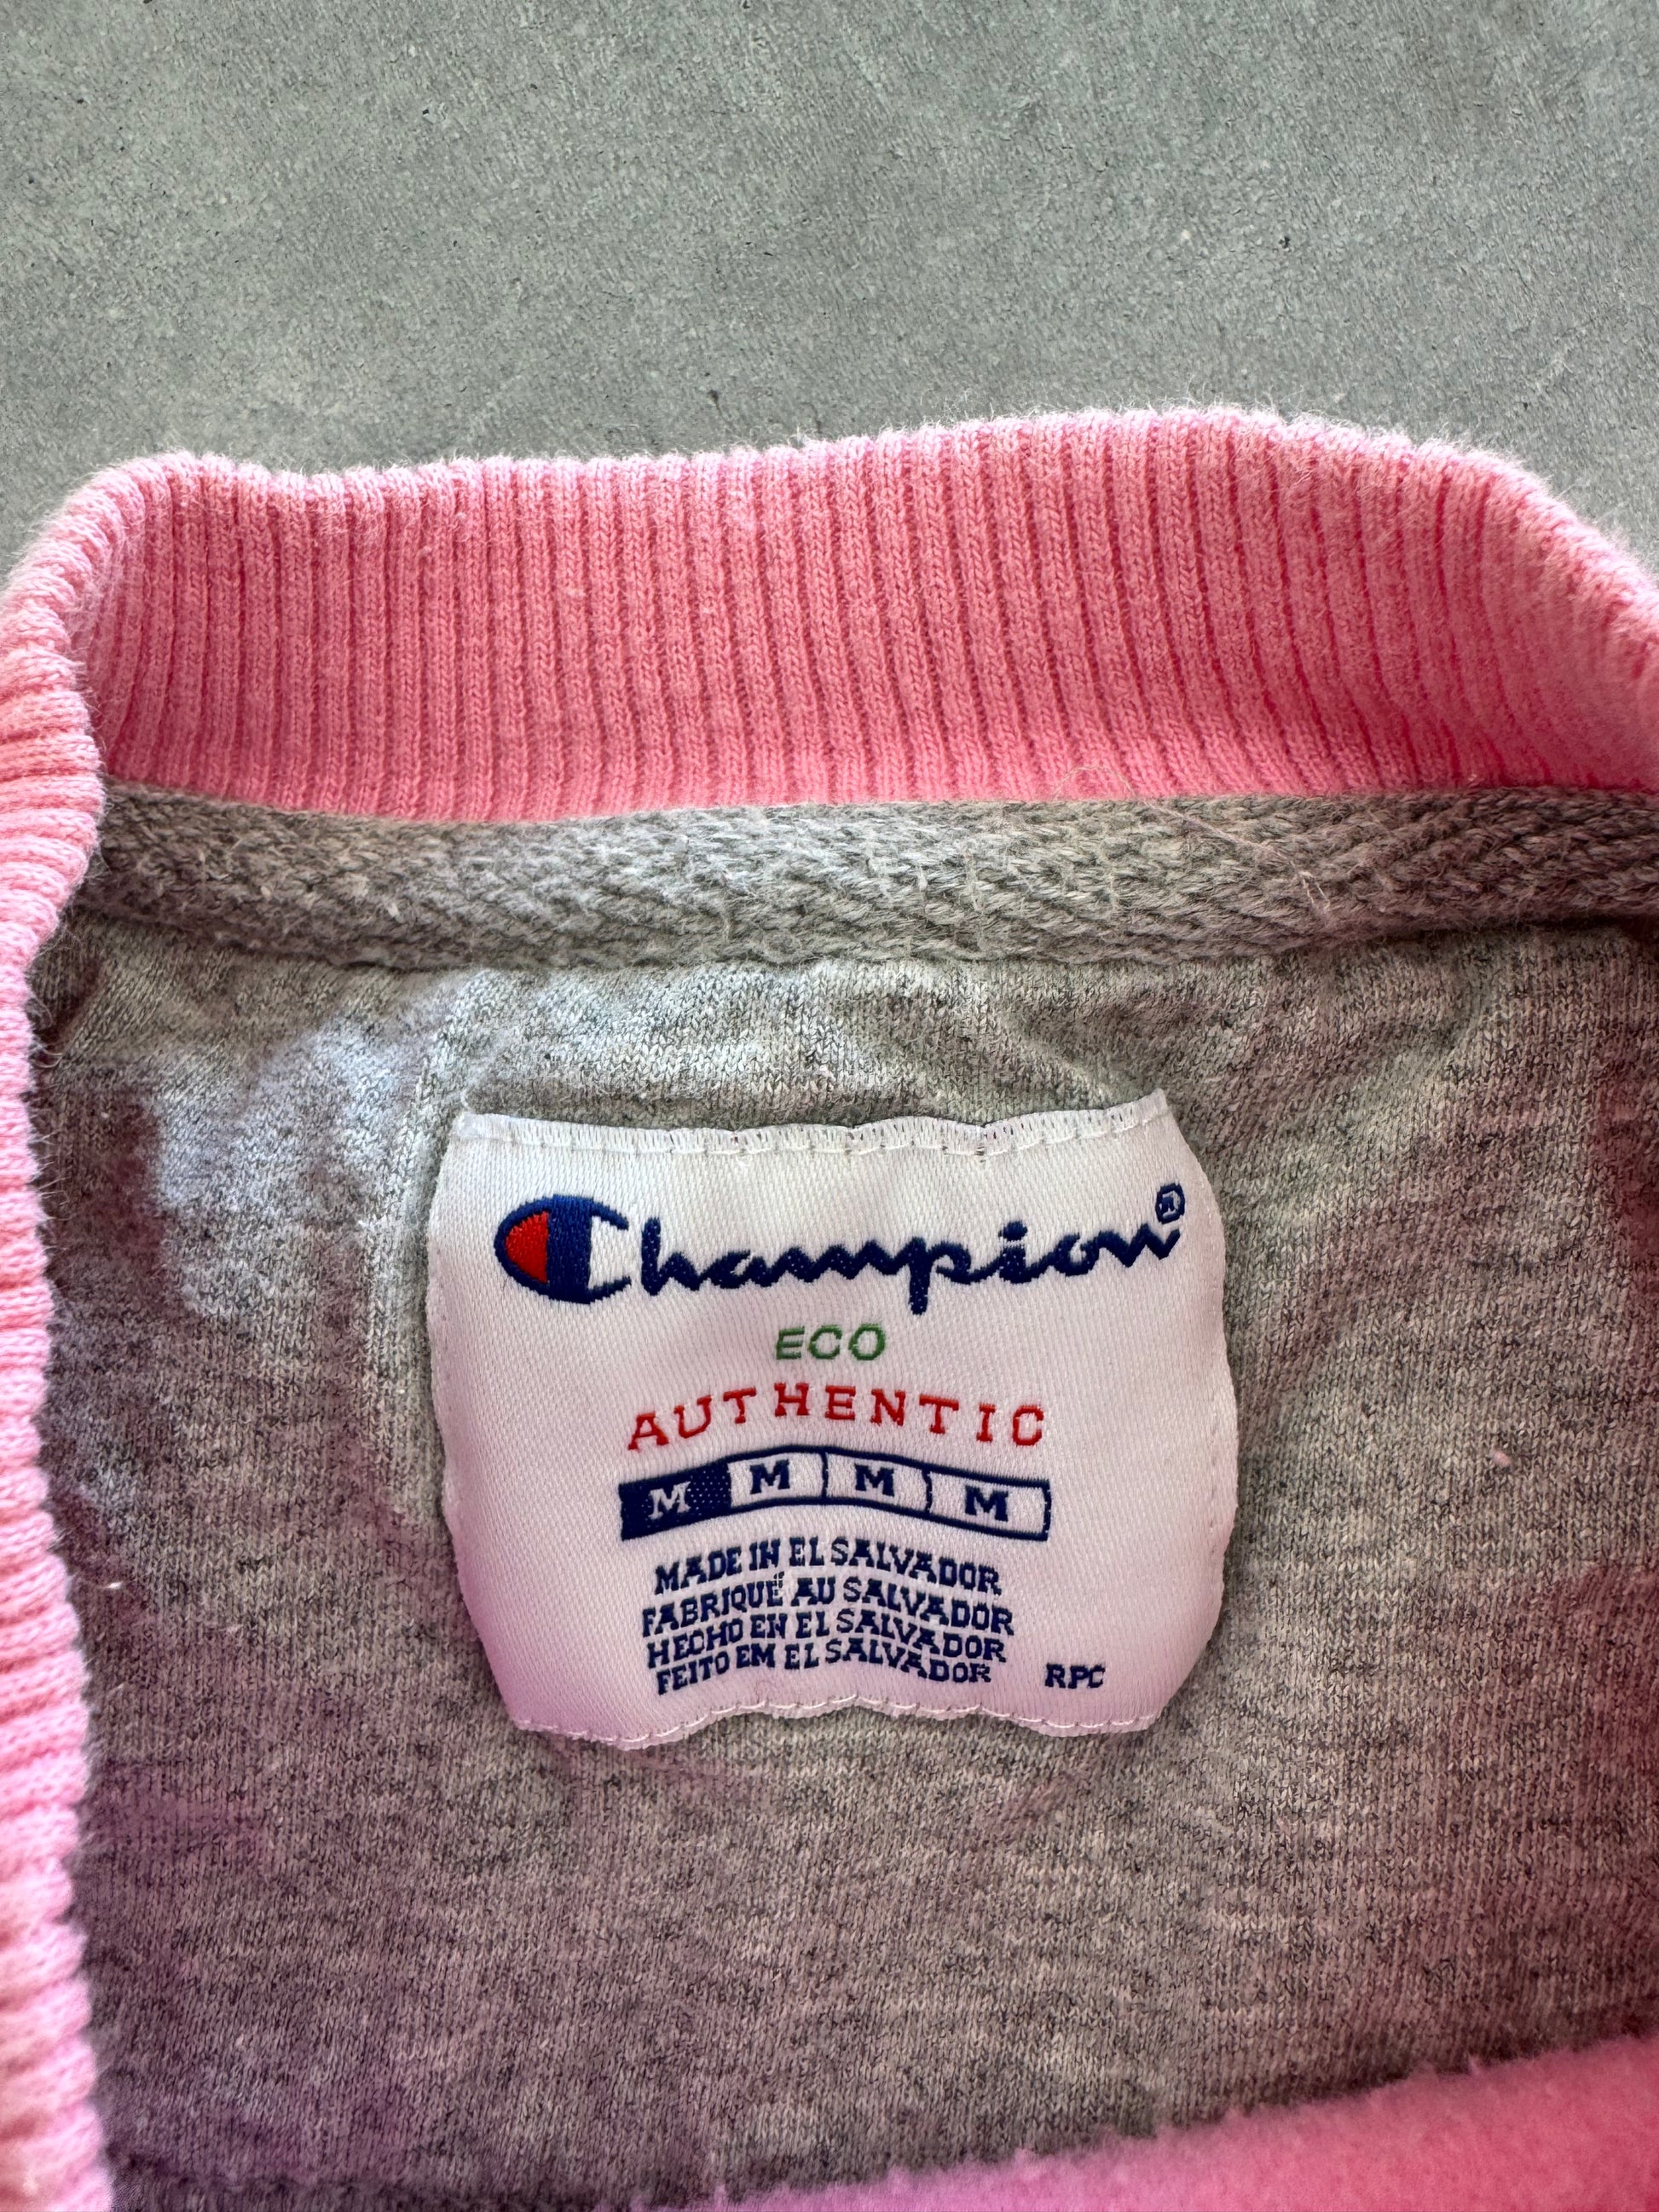 Champion®
ECO
AUTHENTIC
M M M M
MADE IN EL SALVADOR
FABRIQUÉ AU SALVADOR
HECHO EN EL SALVADOR
FEITO EM EL SALVADOR RPC